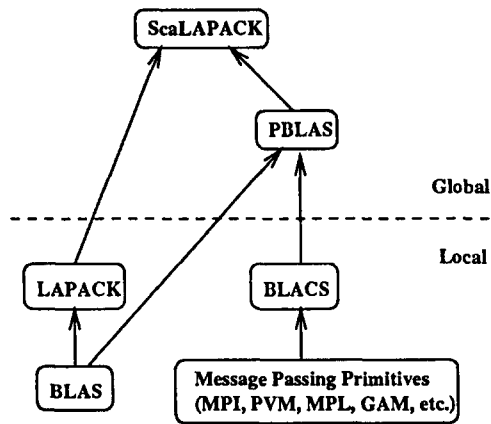 ScaLAPACK
PBLAS
Global
Local
LAPACK
BLACS
BLAS
Message Passing Primitives
(MPI, PVM, MPL, GAM, etc.)